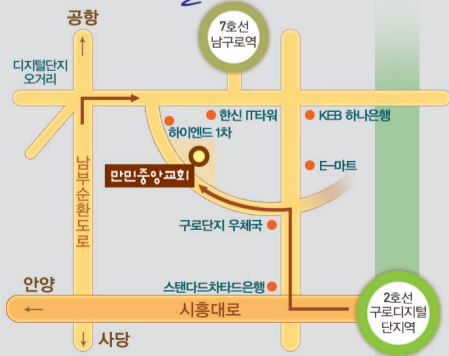 공항
7호선
남구로역
디지털단지
오거리
한신 IT타워
KEB 하나은행
하이엔드 1차
E-마트
만민중앙교회
남부순환도로
구로단지 우체국
스탠다드차타드은행
안양
시흥대로
2호선
구로디지털
단지역
사당